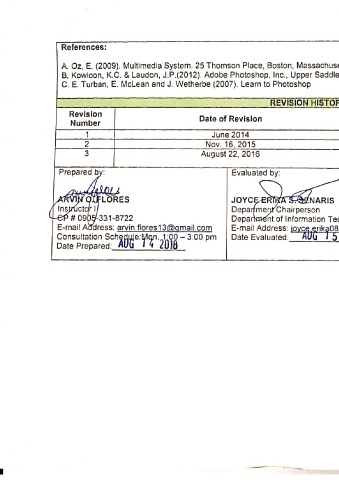 References:
A. Oz, E. (2009). Multimedia System. 25 Thomson Place, Boston, Massachuse
B. Kowloon, K.C. & Laudon, J.P.(2012). Adobe Photoshop, Inc., Upper Saddle
C. E. Turban, E. McLean and J. Wetherbe (2007). Learn to Photoshop
REVISION HISTOR
Revision Number
Date of Revision
1
June 2014
2
Nov. 16, 2015
3
August 22, 2016
Prepared by:
ARVIN O. FLORES
Instructor I
CP # 0905-331-8722
E-mail Address: arvin.flores13@gmail.com
Consultation Schedule: Mon. 1:00 – 3:00 pm
Date Prepared: AUG 14 2018
Evaluated by:
JOYCE ERIKA S.
Department Chairperson
Department of Information Tec
E-mail Address: joyce.erika08
Date Evaluated: AUG 15